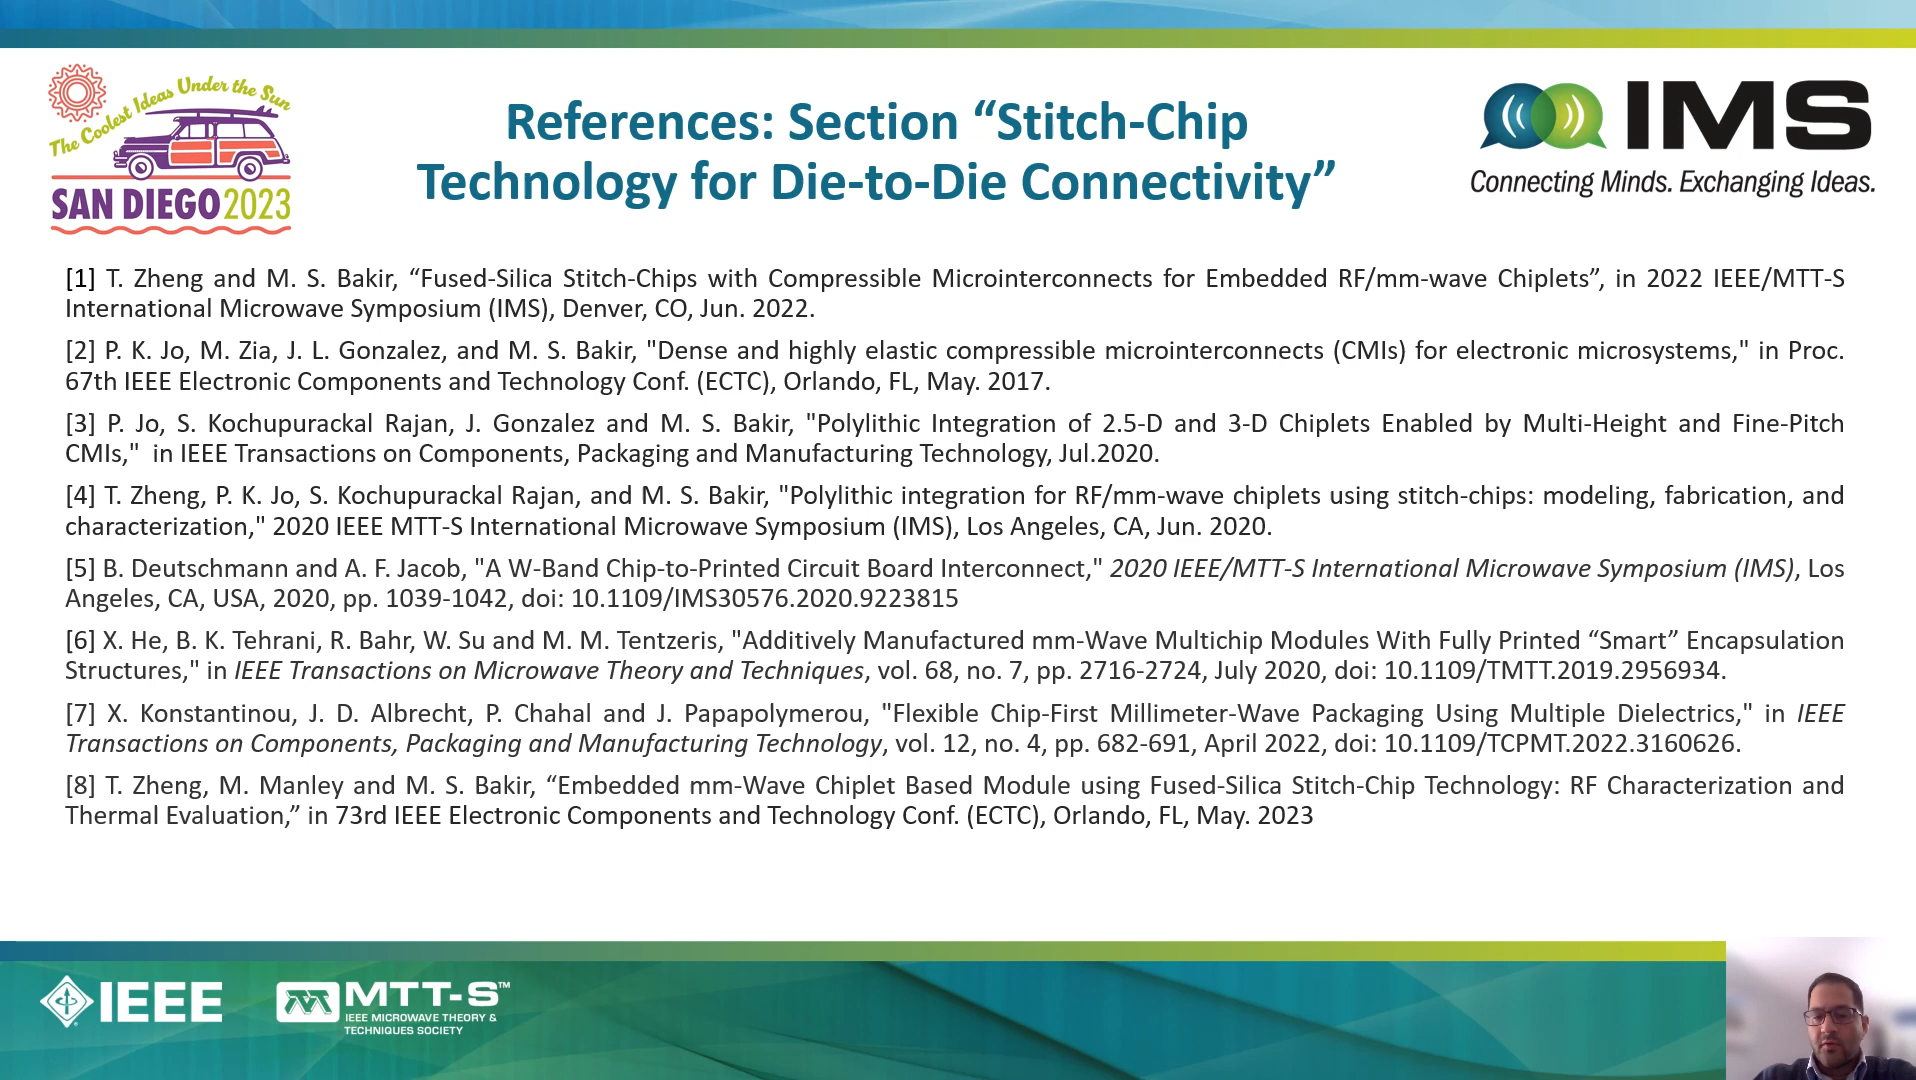 The Coolest Ideas Under the Sun
SAN DIEGO 2023
References: Section “Stitch-Chip
Technology for Die-to-Die Connectivity”
IMS
Connecting Minds. Exchanging Ideas.
[1] T. Zheng and M. S. Bakir, “Fused-Silica Stitch-Chips with Compressible Microinterconnects for Embedded RF/mm-wave Chiplets”, in 2022 IEEE/MTT-S
International Microwave Symposium (IMS), Denver, CO, Jun. 2022.
[2] P. K. Jo, M. Zia, J. L. Gonzalez, and M. S. Bakir, "Dense and highly elastic compressible microinterconnects (CMIs) for electronic microsystems," in Proc.
67th IEEE Electronic Components and Technology Conf. (ECTC), Orlando, FL, May. 2017.
[3] P. Jo, S. Kochupurackal Rajan, J. Gonzalez and M. S. Bakir, "Polylithic Integration of 2.5-D and 3-D Chiplets Enabled by Multi-Height and Fine-Pitch
CMIs," in IEEE Transactions on Components, Packaging and Manufacturing Technology, Jul.2020.
[4] T. Zheng, P. K. Jo, S. Kochupurackal Rajan, and M. S. Bakir, "Polylithic integration for RF/mm-wave chiplets using stitch-chips: modeling, fabrication, and
characterization," 2020 IEEE MTT-S International Microwave Symposium (IMS), Los Angeles, CA, Jun. 2020.
[5] B. Deutschmann and A. F. Jacob, "A W-Band Chip-to-Printed Circuit Board Interconnect," 2020 IEEE/MTT-S International Microwave Symposium (IMS), Los
Angeles, CA, USA, 2020, pp. 1039-1042, doi: 10.1109/IMS30576.2020.9223815
[6] X. He, B. K. Tehrani, R. Bahr, W. Su and M. M. Tentzeris, "Additively Manufactured mm-Wave Multichip Modules With Fully Printed “Smart” Encapsulation
Structures," in IEEE Transactions on Microwave Theory and Techniques, vol. 68, no. 7, pp. 2716-2724, July 2020, doi: 10.1109/TMTT.2019.2956934.
[7] X. Konstantinou, J. D. Albrecht, P. Chahal and J. Papapolymerou, "Flexible Chip-First Millimeter-Wave Packaging Using Multiple Dielectrics," in IEEE
Transactions on Components, Packaging and Manufacturing Technology, vol. 12, no. 4, pp. 682-691, April 2022, doi: 10.1109/TCPMT.2022.3160626.
[8] T. Zheng, M. Manley and M. S. Bakir, “Embedded mm-Wave Chiplet Based Module using Fused-Silica Stitch-Chip Technology: RF Characterization and
Thermal Evaluation,” in 73rd IEEE Electronic Components and Technology Conf. (ECTC), Orlando, FL, May. 2023
IEEE
MTT-S™
IEEE MICROWAVE THEORY &
TECHNIQUES SOCIETY